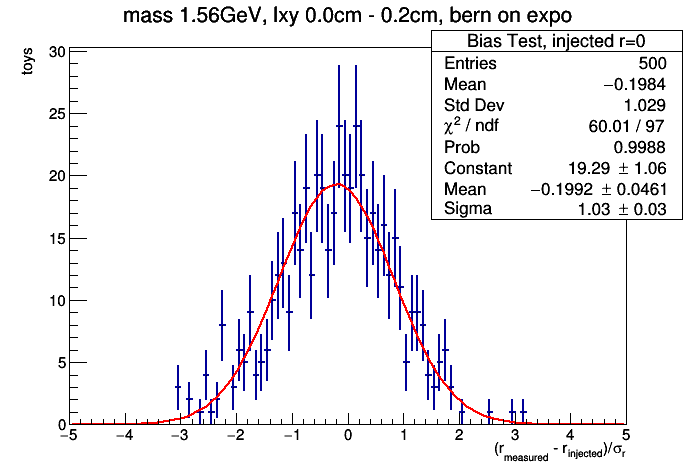 mass 1.56GeV, lxy 0.0cm - 0.2cm, bern on expo
Bias Test, injected r=0
Entries 500
Mean −0.1984
Std Dev 1.029
χ² / ndf 60.01 / 97
Prob 0.9988
Constant 19.29 ± 1.06
Mean −0.1992 ± 0.0461
Sigma 1.03 ± 0.03
toys
30
25
20
15
10
5
0
−5 −4 −3 −2 −1 0 1 2 3 4 5
(r_measured - r_injected)/σ_r